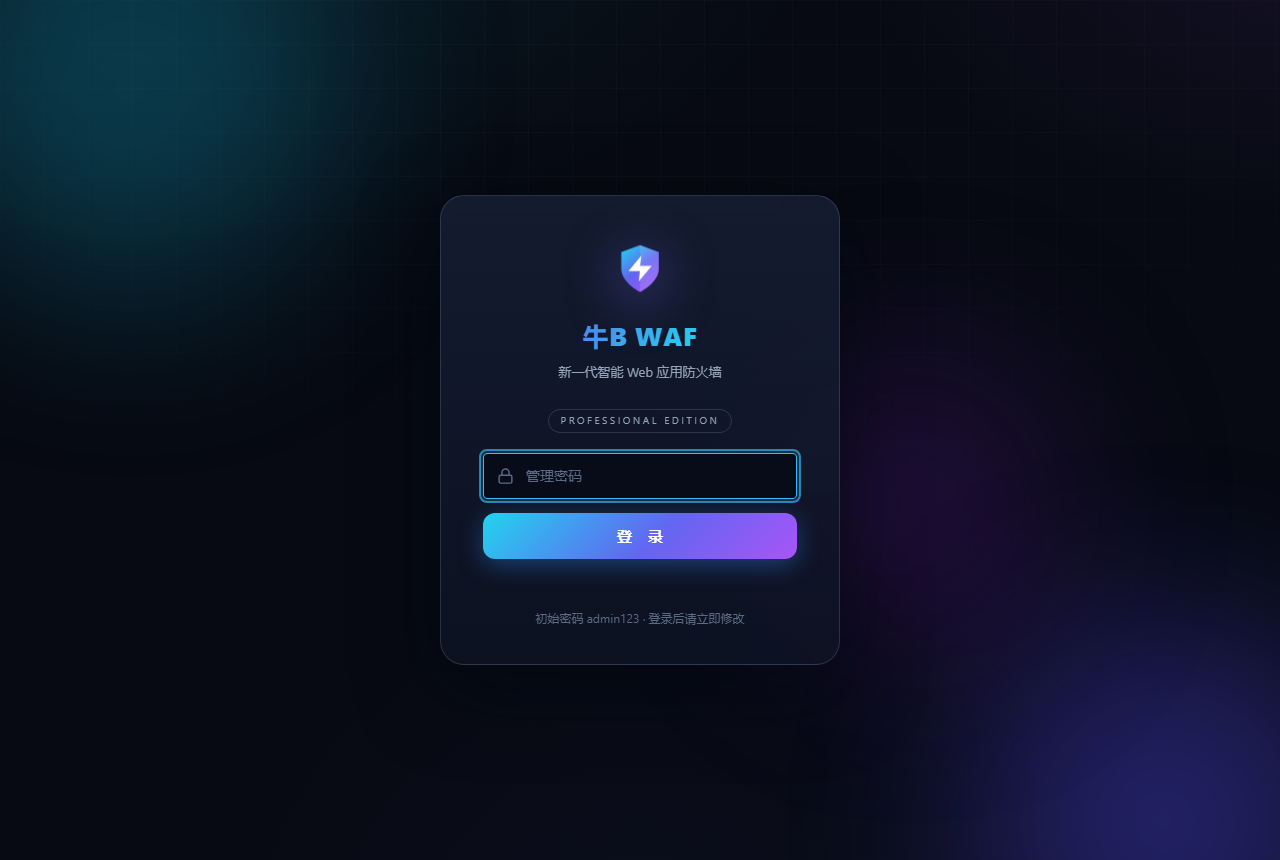 牛B WAF
新一代智能 Web 应用防火墙
PROFESSIONAL EDITION
管理密码
登 录
初始密码 admin123 · 登录后请立即修改